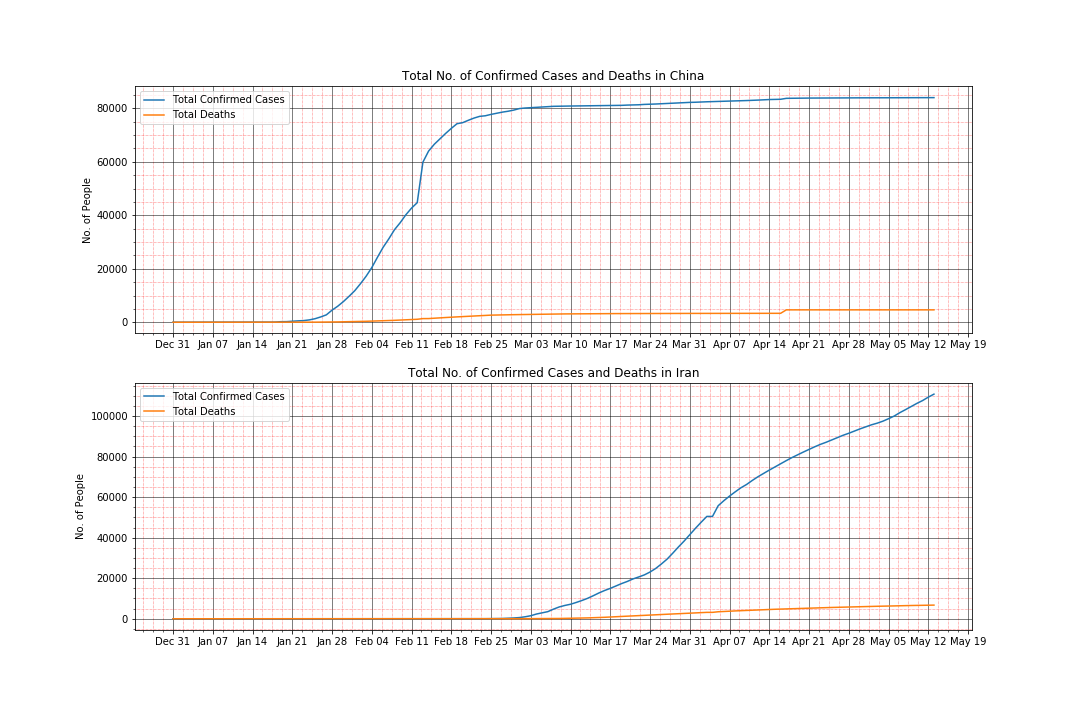 Total No. of Confirmed Cases and Deaths in China
Total Confirmed Cases
Total Deaths
No. of People
80000
60000
40000
20000
0
Dec 31 Jan 07 Jan 14 Jan 21 Jan 28 Feb 04 Feb 11 Feb 18 Feb 25 Mar 03 Mar 10 Mar 17 Mar 24 Mar 31 Apr 07 Apr 14 Apr 21 Apr 28 May 05 May 12 May 19
Total No. of Confirmed Cases and Deaths in Iran
Total Confirmed Cases
Total Deaths
No. of People
100000
80000
60000
40000
20000
0
Dec 31 Jan 07 Jan 14 Jan 21 Jan 28 Feb 04 Feb 11 Feb 18 Feb 25 Mar 03 Mar 10 Mar 17 Mar 24 Mar 31 Apr 07 Apr 14 Apr 21 Apr 28 May 05 May 12 May 19